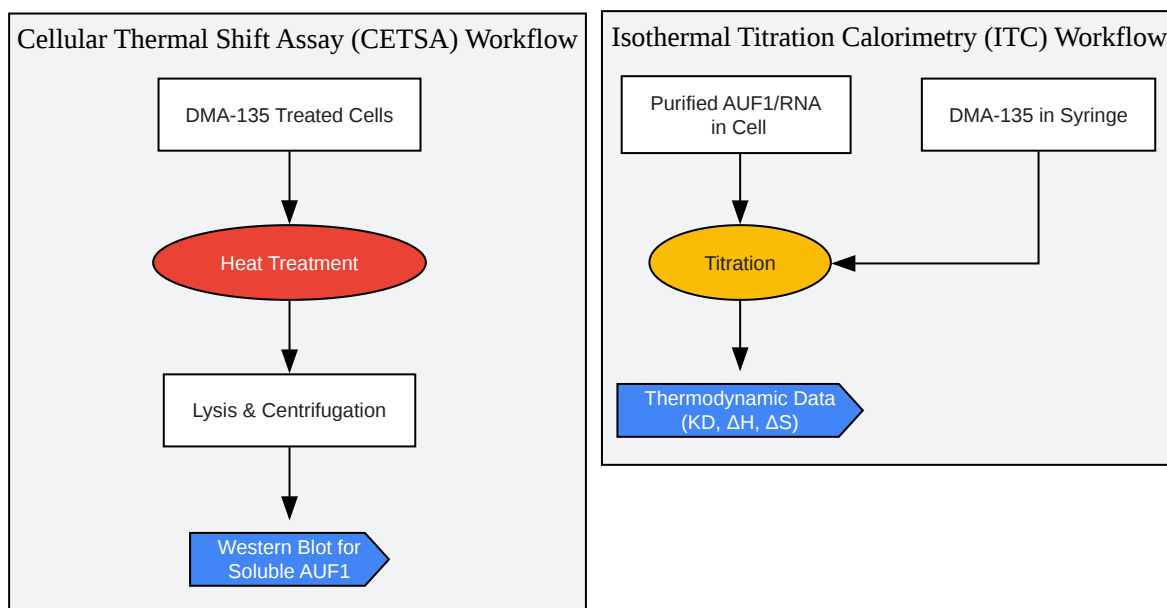 Cellular Thermal Shift Assay (CETSA) Workflow
DMA-135 Treated Cells
Heat Treatment
Lysis & Centrifugation
Western Blot for
Soluble AUF1
Isothermal Titration Calorimetry (ITC) Workflow
Purified AUF1/RNA
in Cell
DMA-135 in Syringe
Titration
Thermodynamic Data
(KD, ΔH, ΔS)